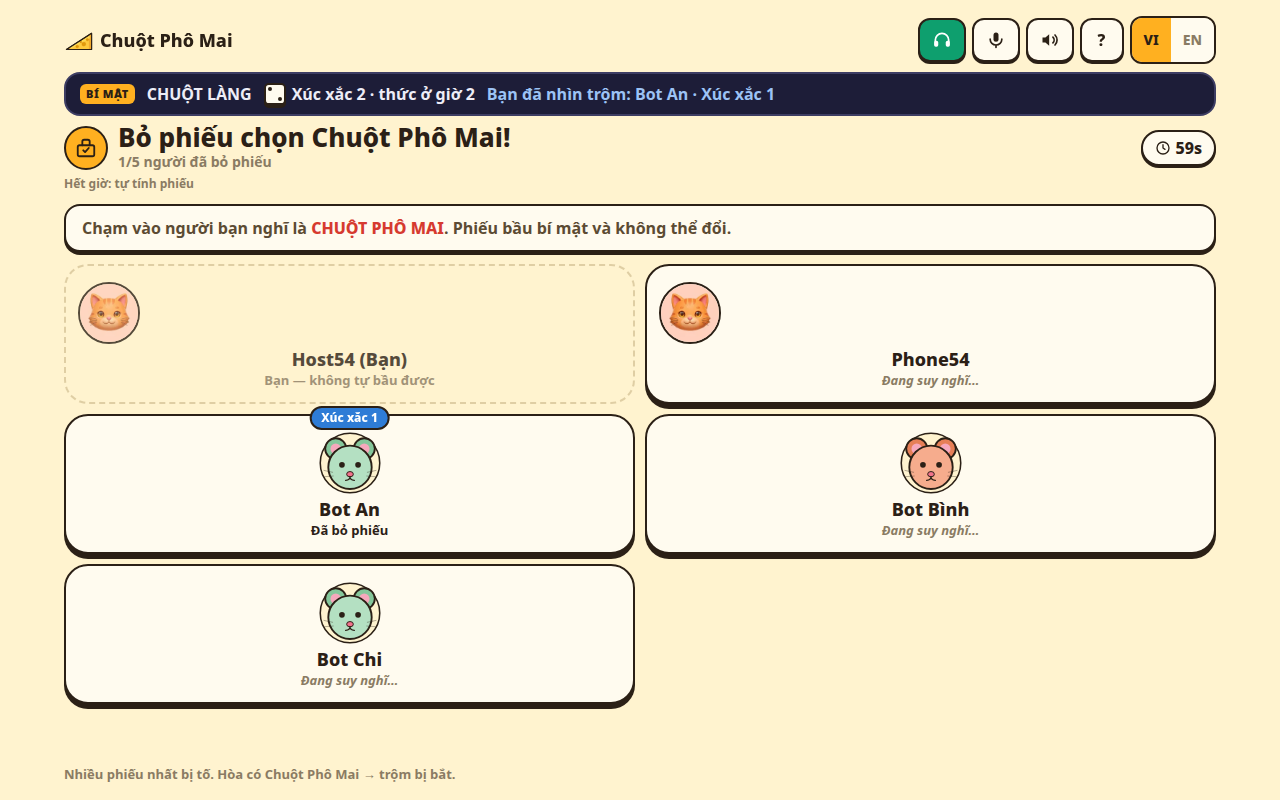 Chuột Phô Mai
?
VI
EN
BÍ MẬT CHUỘT LÀNG Xúc xắc 2 · thức ở giờ 2 Bạn đã nhìn trộm: Bot An · Xúc xắc 1
Bỏ phiếu chọn Chuột Phô Mai!
1/5 người đã bỏ phiếu
59s
Hết giờ: tự tính phiếu
Chạm vào người bạn nghĩ là CHUỘT PHÔ MAI. Phiếu bầu bí mật và không thể đổi.
Host54 (Bạn)
Bạn — không tự bầu được
Phone54
Đang suy nghĩ...
Xúc xắc 1
Bot An
Đã bỏ phiếu
Bot Bình
Đang suy nghĩ...
Bot Chi
Đang suy nghĩ...
Nhiều phiếu nhất bị tố. Hòa có Chuột Phô Mai → trộm bị bắt.